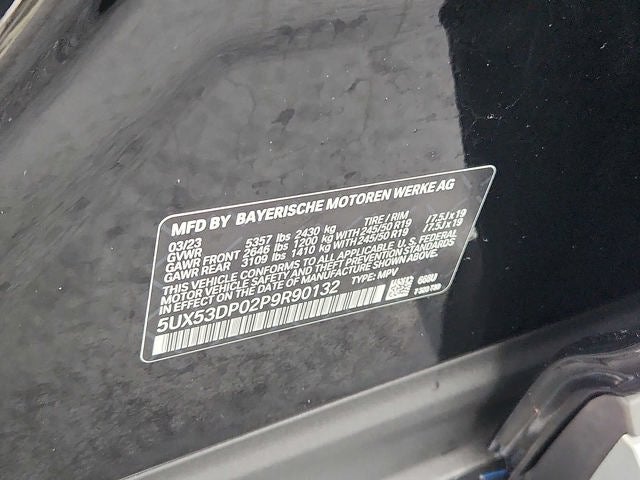 MFD BY BAYERISCHE MOTOREN WERKE AG
03/23 TIRE / RIM
GVWR 5357 lbs 2430 kg
GAWR FRONT 2646 lbs 1200 kg WITH 245/50 R19 /7.5J x 19
GAWR REAR 3109 lbs 1410 kg WITH 245/50 R19 /7.5J x 19
THIS VEHICLE CONFORMS TO ALL APPLICABLE U.S. FEDERAL
MOTOR VEHICLE SAFETY AND THEFT PREVENTION STANDARDS
IN EFFECT ON THE DATE OF MANUFACTURE SHOWN ABOVE.
5UX53DP02P9R90132 TYPE: MPV